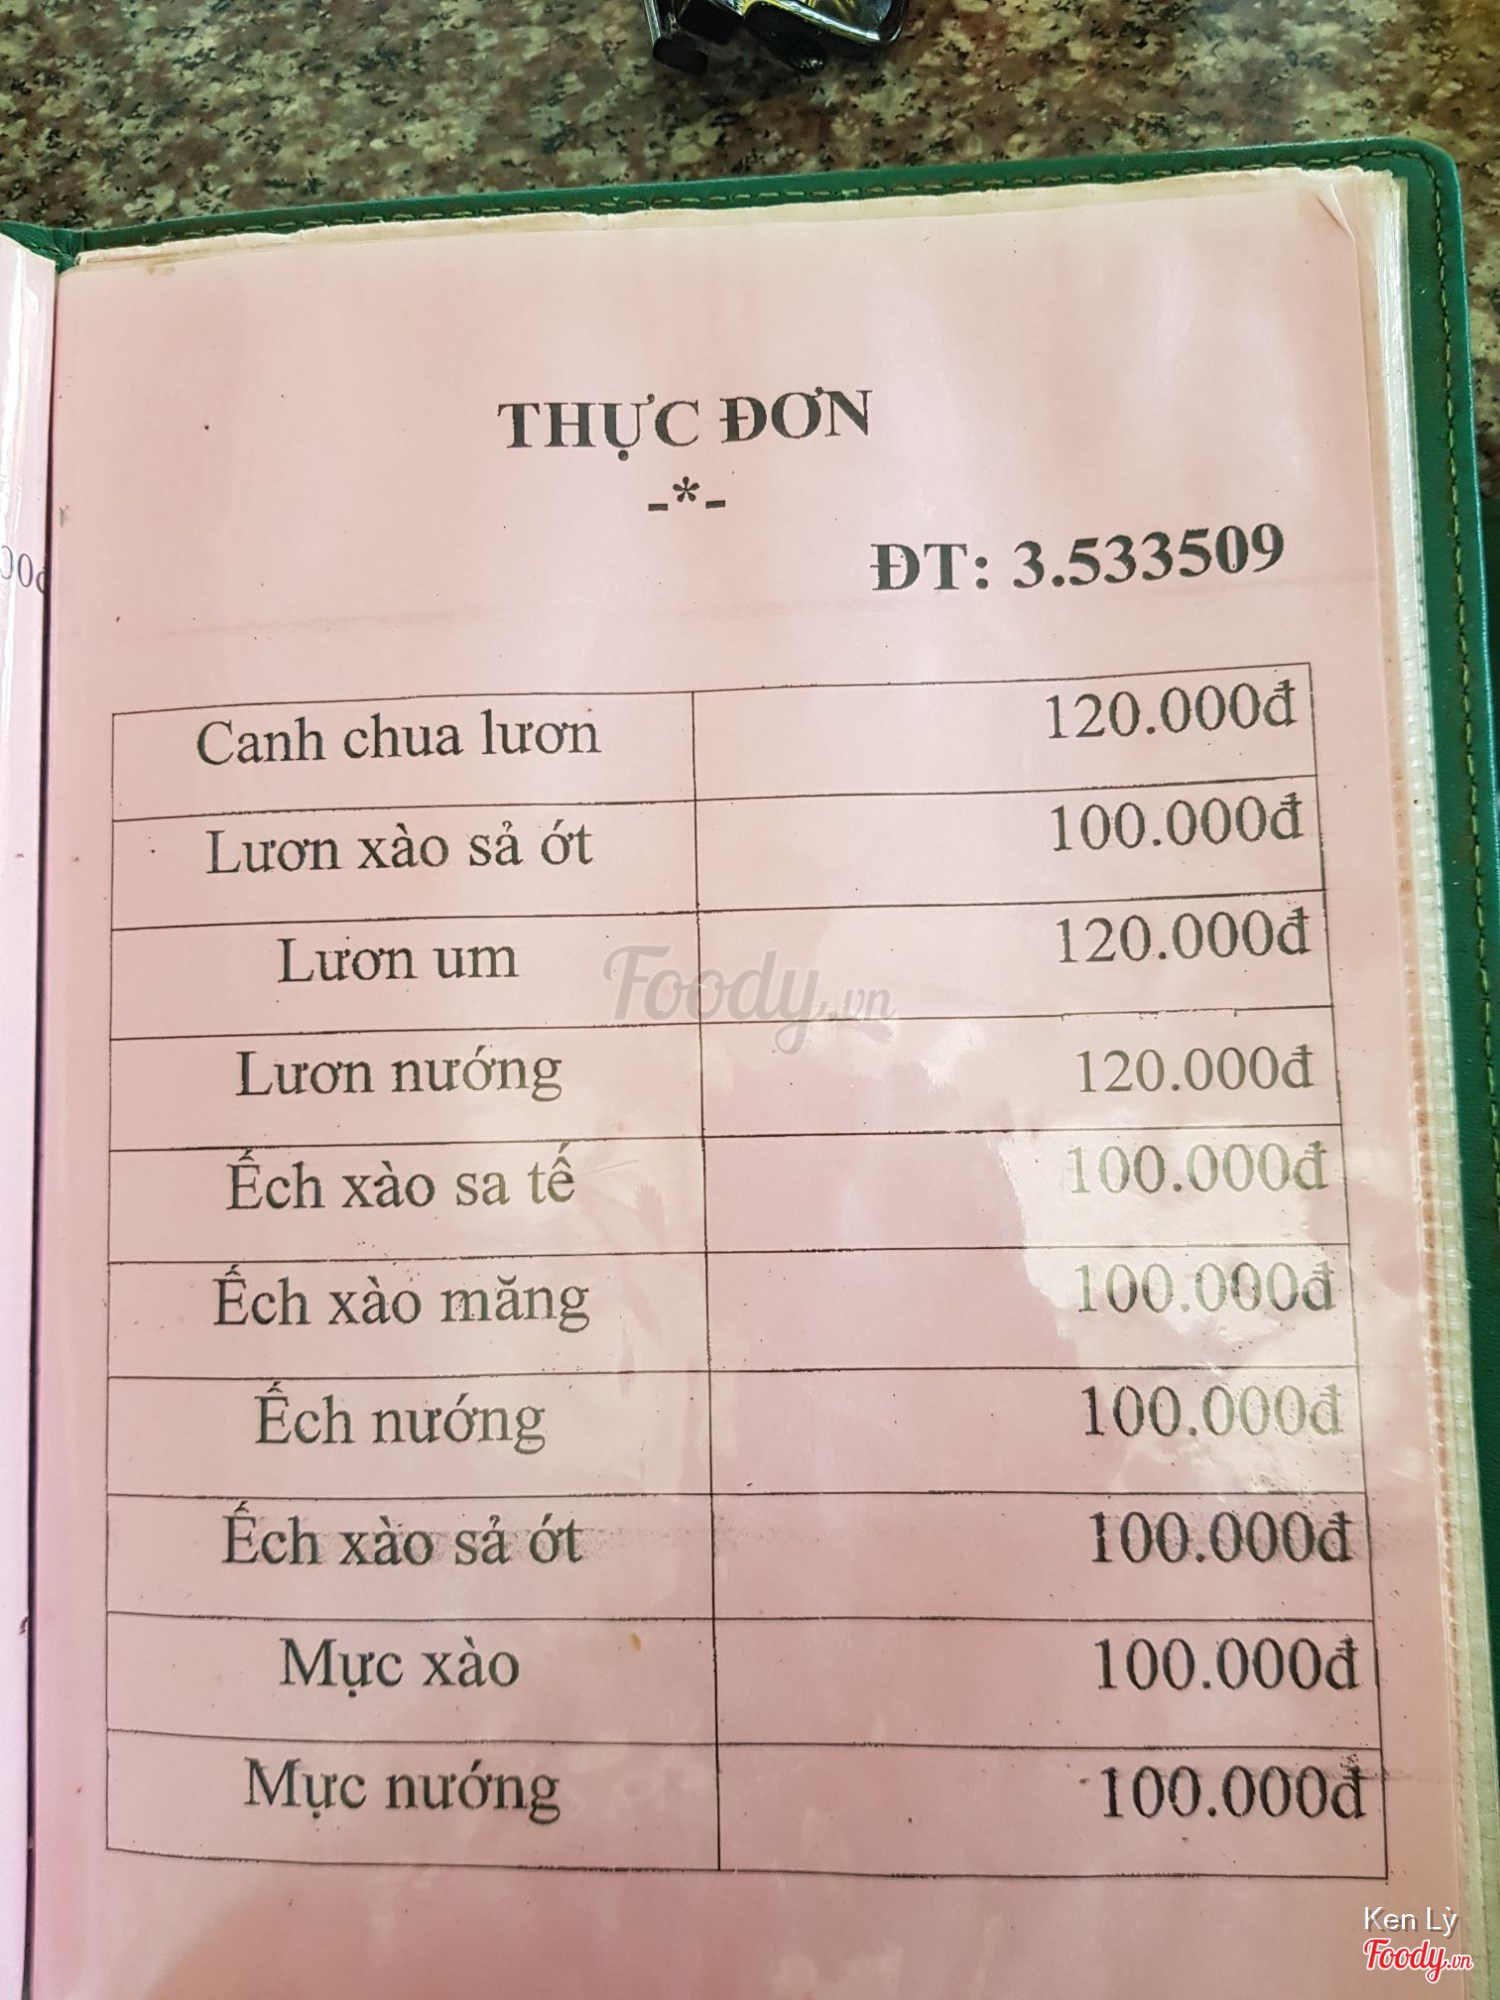 THỰC ĐƠN
-*-
ĐT: 3.533509
Canh chua lươn 120.000đ
Lươn xào sả ớt 100.000đ
Lươn um 120.000đ
Foody.vn
Lươn nướng 120.000đ
Ếch xào sa tế 100.000đ
Ếch xào măng 100.000đ
Ếch nướng 100.000đ
Ếch xào sả ớt 100.000đ
Mực xào 100.000đ
Mực nướng 100.000đ
Ken Lỳ
Foody.vn